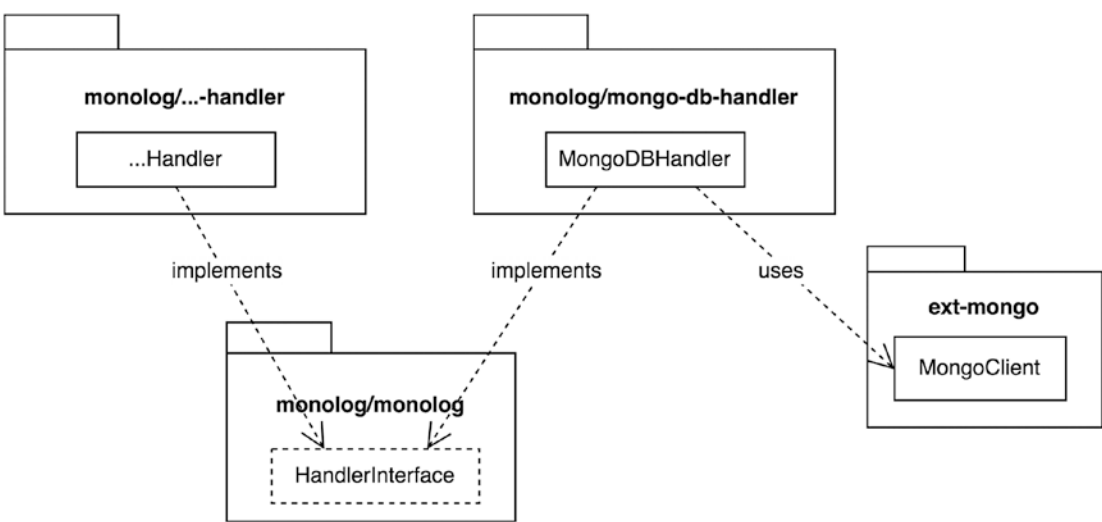 monolog/...-handler
...Handler
monolog/mongo-db-handler
MongoDBHandler
implements
implements
uses
ext-mongo
MongoClient
monolog/monolog
HandlerInterface